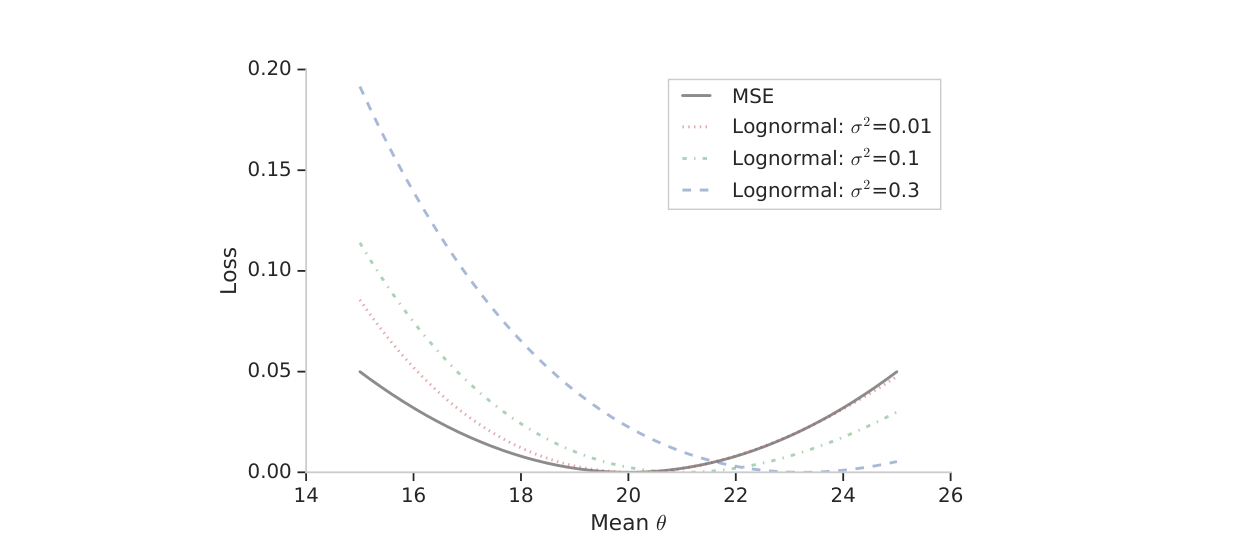 0.20
0.15
0.10
0.05
0.00
Loss
14 16 18 20 22 24 26
Mean θ
MSE
Lognormal: σ²=0.01
Lognormal: σ²=0.1
Lognormal: σ²=0.3